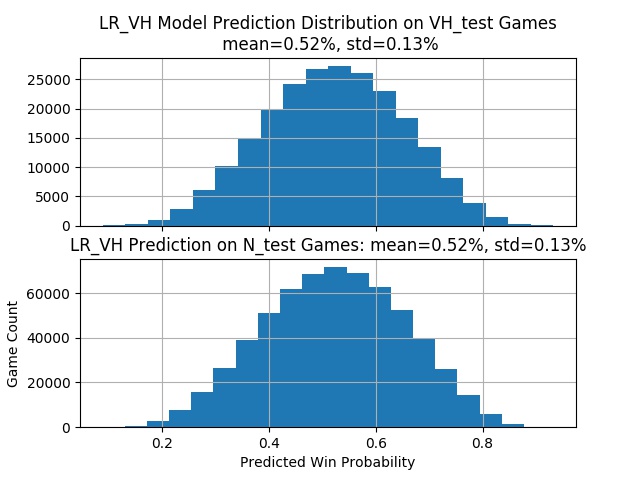 LR_VH Model Prediction Distribution on VH_test Games
mean=0.52%, std=0.13%
25000
20000
15000
10000
5000
0
LR_VH Prediction on N_test Games: mean=0.52%, std=0.13%
Game Count
60000
40000
20000
0
0.2 0.4 0.6 0.8
Predicted Win Probability